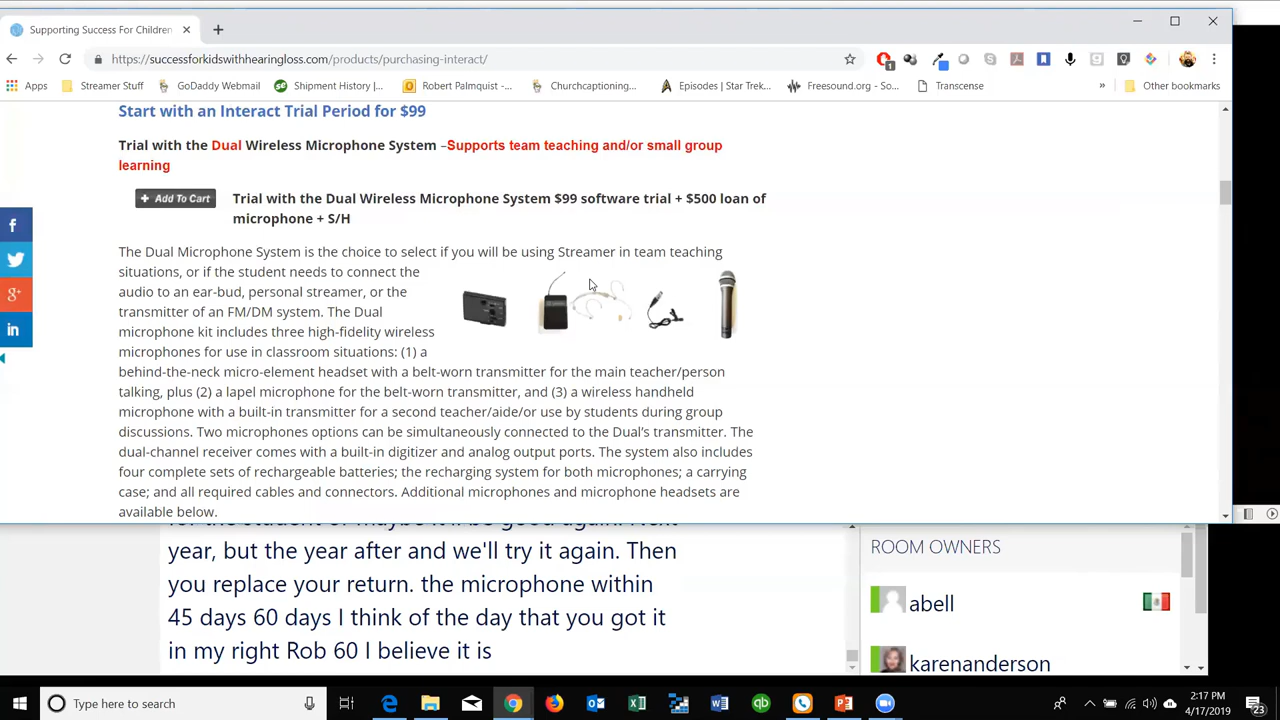 Supporting Success For Children
https://successforkidswithhearingloss.com/products/purchasing-interact/
Apps
Streamer Stuff
GoDaddy Webmail
Shipment History |...
Robert Palmquist -...
Churchcaptioning...
Episodes | Star Trek...
Freesound.org - So...
Transcense
»
Other bookmarks
Start with an Interact Trial Period for $99
Trial with the Dual Wireless Microphone System –Supports team teaching and/or small group
learning
+ Add To Cart
Trial with the Dual Wireless Microphone System $99 software trial + $500 loan of
microphone + S/H
The Dual Microphone System is the choice to select if you will be using Streamer in team teaching
situations, or if the student needs to connect the
audio to an ear-bud, personal streamer, or the
transmitter of an FM/DM system. The Dual
microphone kit includes three high-fidelity wireless
microphones for use in classroom situations: (1) a
behind-the-neck micro-element headset with a belt-worn transmitter for the main teacher/person
talking, plus (2) a lapel microphone for the belt-worn transmitter, and (3) a wireless handheld
microphone with a built-in transmitter for a second teacher/aide/or use by students during group
discussions. Two microphones options can be simultaneously connected to the Dual's transmitter. The
dual-channel receiver comes with a built-in digitizer and analog output ports. The system also includes
four complete sets of rechargeable batteries; the recharging system for both microphones; a carrying
case; and all required cables and connectors. Additional microphones and microphone headsets are
available below.
for the student or maybe it'll be good again. Next
year, but the year after and we'll try it again. Then
you replace your return. the microphone within
45 days 60 days I think of the day that you got it
in my right Rob 60 I believe it is
ROOM OWNERS
abell
karenanderson
Type here to search
2:17 PM
4/17/2019
23